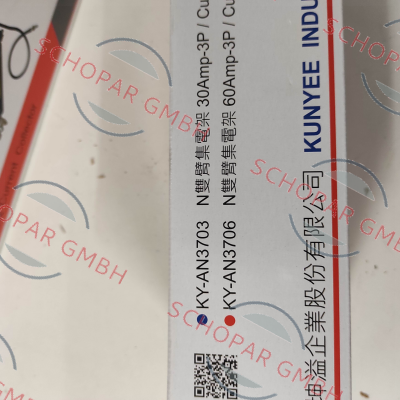 KY-AN3703 N雙臂集電架 30Amp-3P / Cu
KY-AN3706 N雙臂集電架 60Amp-3P / Cu
KUNYEE INDU
坤溢企業股份有限公司
SCHOPAR GMBH
SCHOPAR GMBH
SCHOPAR GMBH
SCHOPAR GMBH
SCHOPAR GMBH